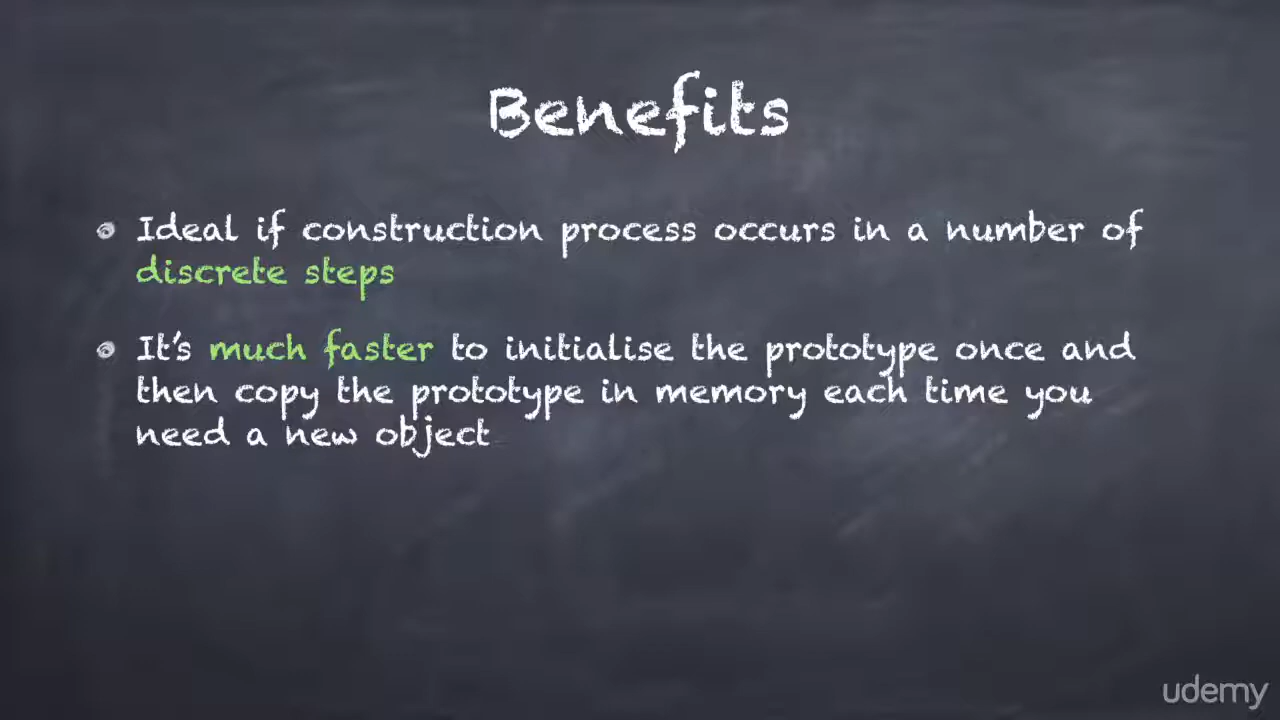 Benefits
Ideal if construction process occurs in a number of
discrete steps
It's much faster to initialise the prototype once and
then copy the prototype in memory each time you
need a new object
udemy